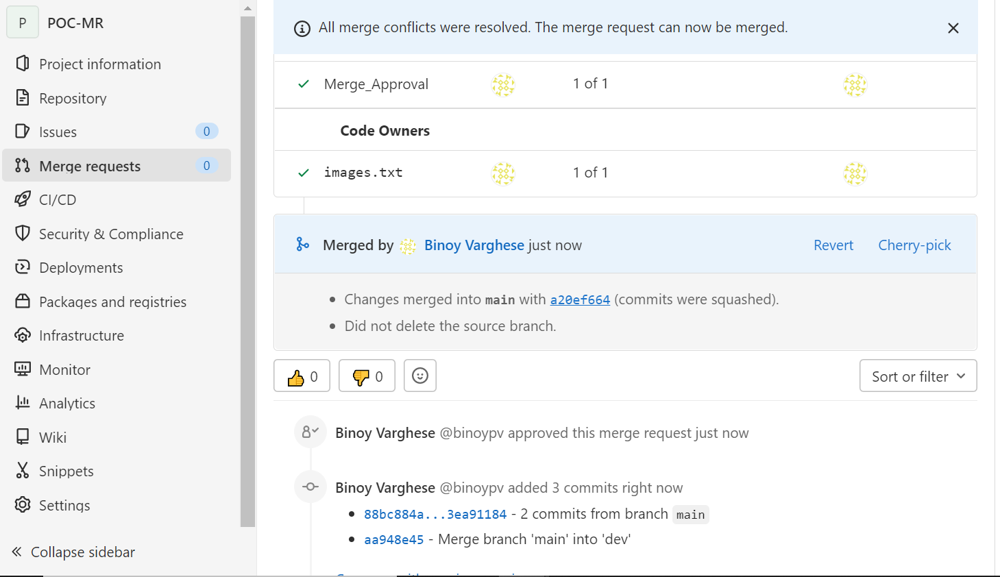 P POC-MR
Project information
Repository
Issues 0
Merge requests 0
CI/CD
Security & Compliance
Deployments
Packages and registries
Infrastructure
Monitor
Analytics
Wiki
Snippets
Settings
Collapse sidebar
All merge conflicts were resolved. The merge request can now be merged.
Merge_Approval 1 of 1
Code Owners
images.txt 1 of 1
Merged by Binoy Varghese just now Revert Cherry-pick
Changes merged into main with a20ef664 (commits were squashed).
Did not delete the source branch.
0 0 Sort or filter
Binoy Varghese @binoypv approved this merge request just now
Binoy Varghese @binoypv added 3 commits right now
88bc884a...3ea91184 - 2 commits from branch main
aa948e45 - Merge branch 'main' into 'dev'